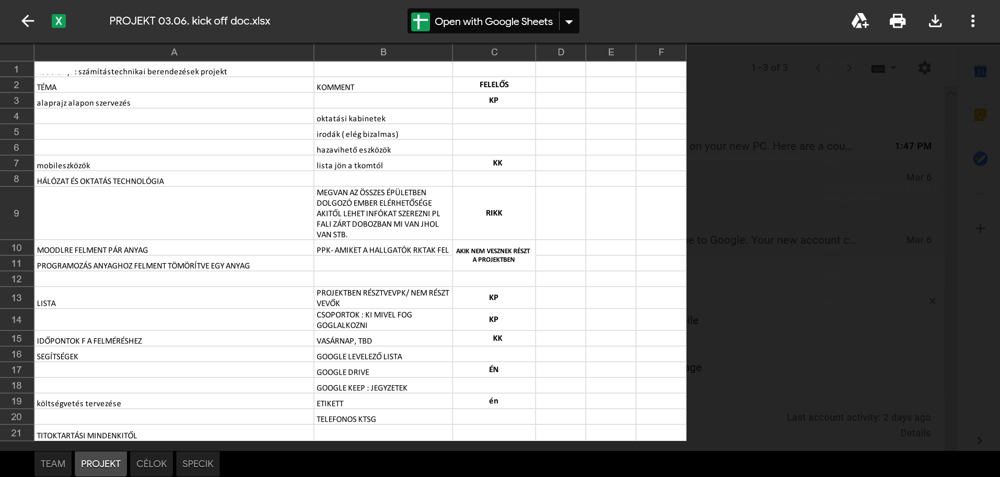 PROJEKT 03.06. kick off doc.xlsx
Open with Google Sheets
A B C D E F
1 : számítástechnikai berendezések projekt
2 TÉMA KOMMENT FELELŐS
3 alaprajz alapon szervezés KP
4 oktatási kabinetek
5 irodák ( elég bizalmas)
6 hazavihető eszközök
7 mobileszközök lista jön a tkomtól KK
8 HÁLÓZAT ÉS OKTATÁS TECHNOLÓGIA
MEGVAN AZ ÖSSZES ÉPÜLETBEN
DOLGOZÓ EMBER ELÉRHETŐSÉGE
9 AKITŐL LEHET INFÓKAT SZEREZNI PL RIKK
FALI ZÁRT DOBOZBAN MI VAN JHOL
VAN STB.
10 MOODLRE FELMENT PÁR ANYAG PPK- AMIKET A HALLGATÓK RKTAK FEL AKIK NEM VESZNEK RÉSZT
A PROJEKTBEN
11 PROGRAMOZÁS ANYAGHOZ FELMENT TÖMÖRÍTVE EGY ANYAG
12
PROJEKTBEN RÉSZTVEVPK/ NEM RÉSZT
13 LISTA VEVŐK KP
CSOPORTOK : KI MIVEL FOG
14 GOGLALKOZNI KP
15 IDŐPONTOK F A FELMÉRÉSHEZ VASÁRNAP, TBD KK
16 SEGÍTSÉGEK GOOGLE LEVELEZŐ LISTA
17 GOOGLE DRIVE ÉN
18 GOOGLE KEEP : JEGYZETEK
19 költségvetés tervezése ETIKETT én
20 TELEFONOS KTSG
21 TITOKTARTÁSI MINDENKITŐL
1–3 of 3
31
on your new PC. Here are a cou... 1:47 PM
Mar 6
e to Google. Your new account c... Mar 6
ile
age
Last account activity: 2 days ago
Details
TEAM PROJEKT CÉLOK SPECIK